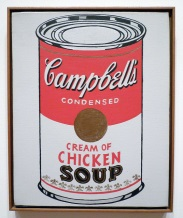 Campbell's
CONDENSED
CREAM OF
CHICKEN
SOUP